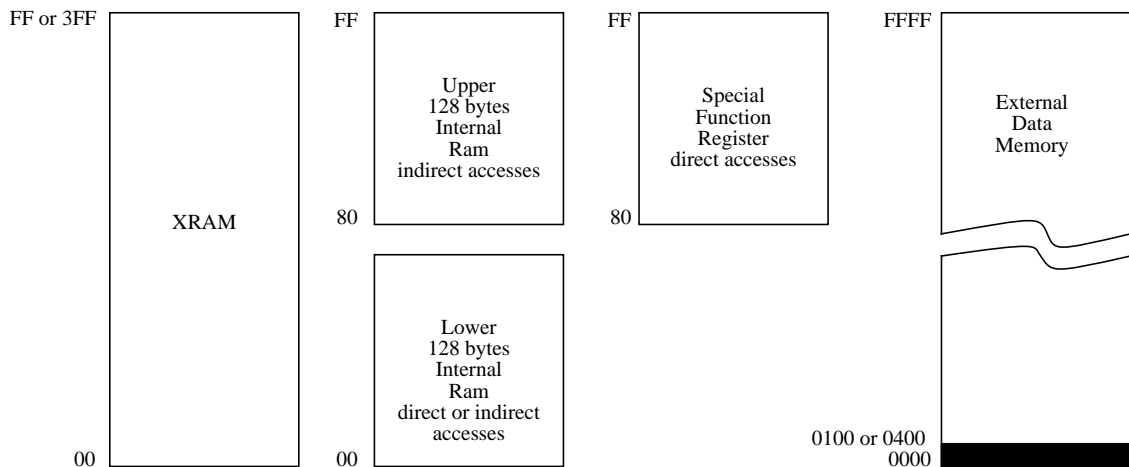 FF or 3FF
XRAM
00
FF
Upper
128 bytes
Internal
Ram
indirect accesses
80
Lower
128 bytes
Internal
Ram
direct or indirect
accesses
00
FF
Special
Function
Register
direct accesses
80
FFFF
External
Data
Memory
0100 or 0400
0000